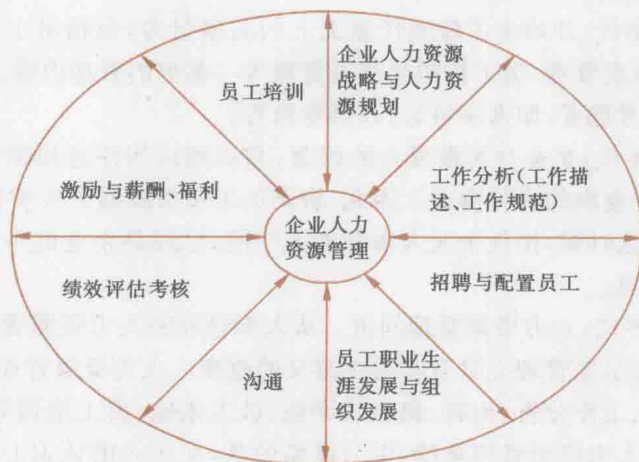 企业人力资源
战略与人力资
源规划
员工培训
工作分析(工作描
述、工作规范)
激励与薪酬、福利
企业人力
资源管理
绩效评估考核
招聘与配置员工
员工职业生
涯发展与组
织发展
沟通